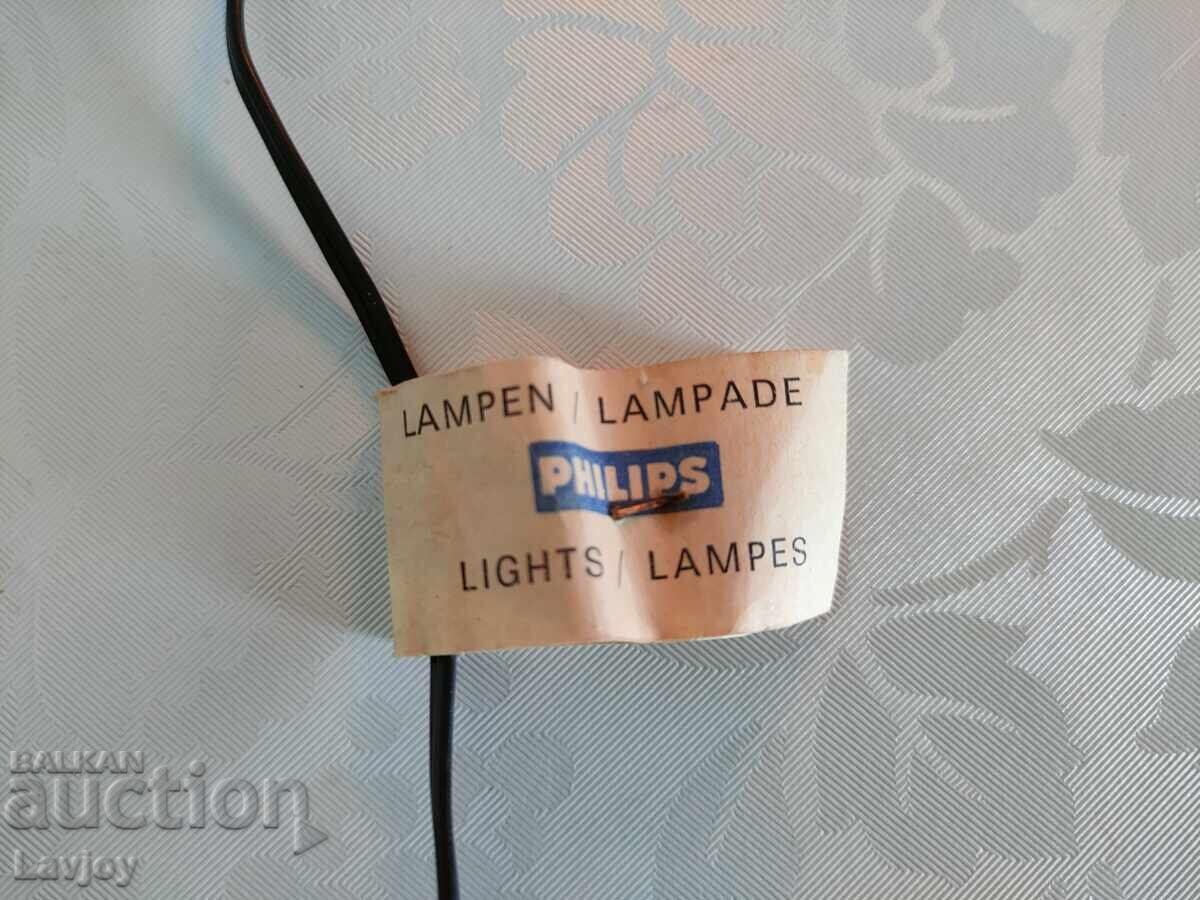 LAMPEN / LAMPADE
PHILIPS
LIGHTS / LAMPES
BALKAN
auction
Lavjoy